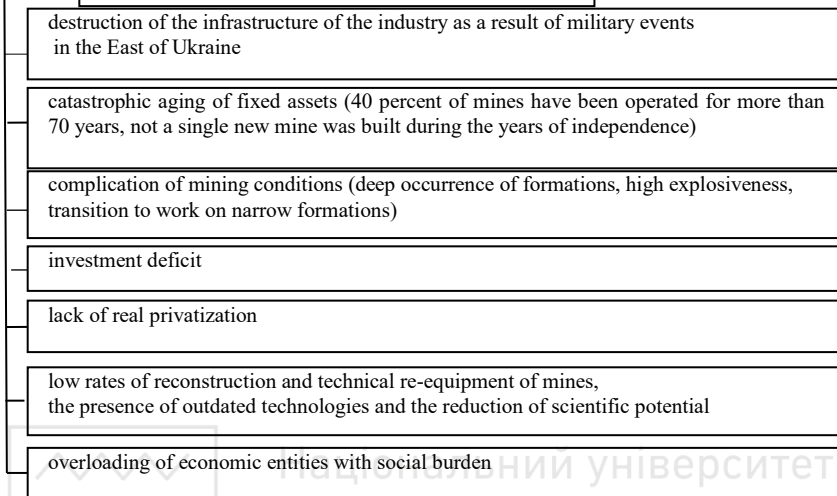 destruction of the infrastructure of the industry as a result of military events
in the East of Ukraine
catastrophic aging of fixed assets (40 percent of mines have been operated for more than
70 years, not a single new mine was built during the years of independence)
complication of mining conditions (deep occurrence of formations, high explosiveness,
transition to work on narrow formations)
investment deficit
lack of real privatization
low rates of reconstruction and technical re-equipment of mines,
the presence of outdated technologies and the reduction of scientific potential
overloading of economic entities with social burden
Національний університет